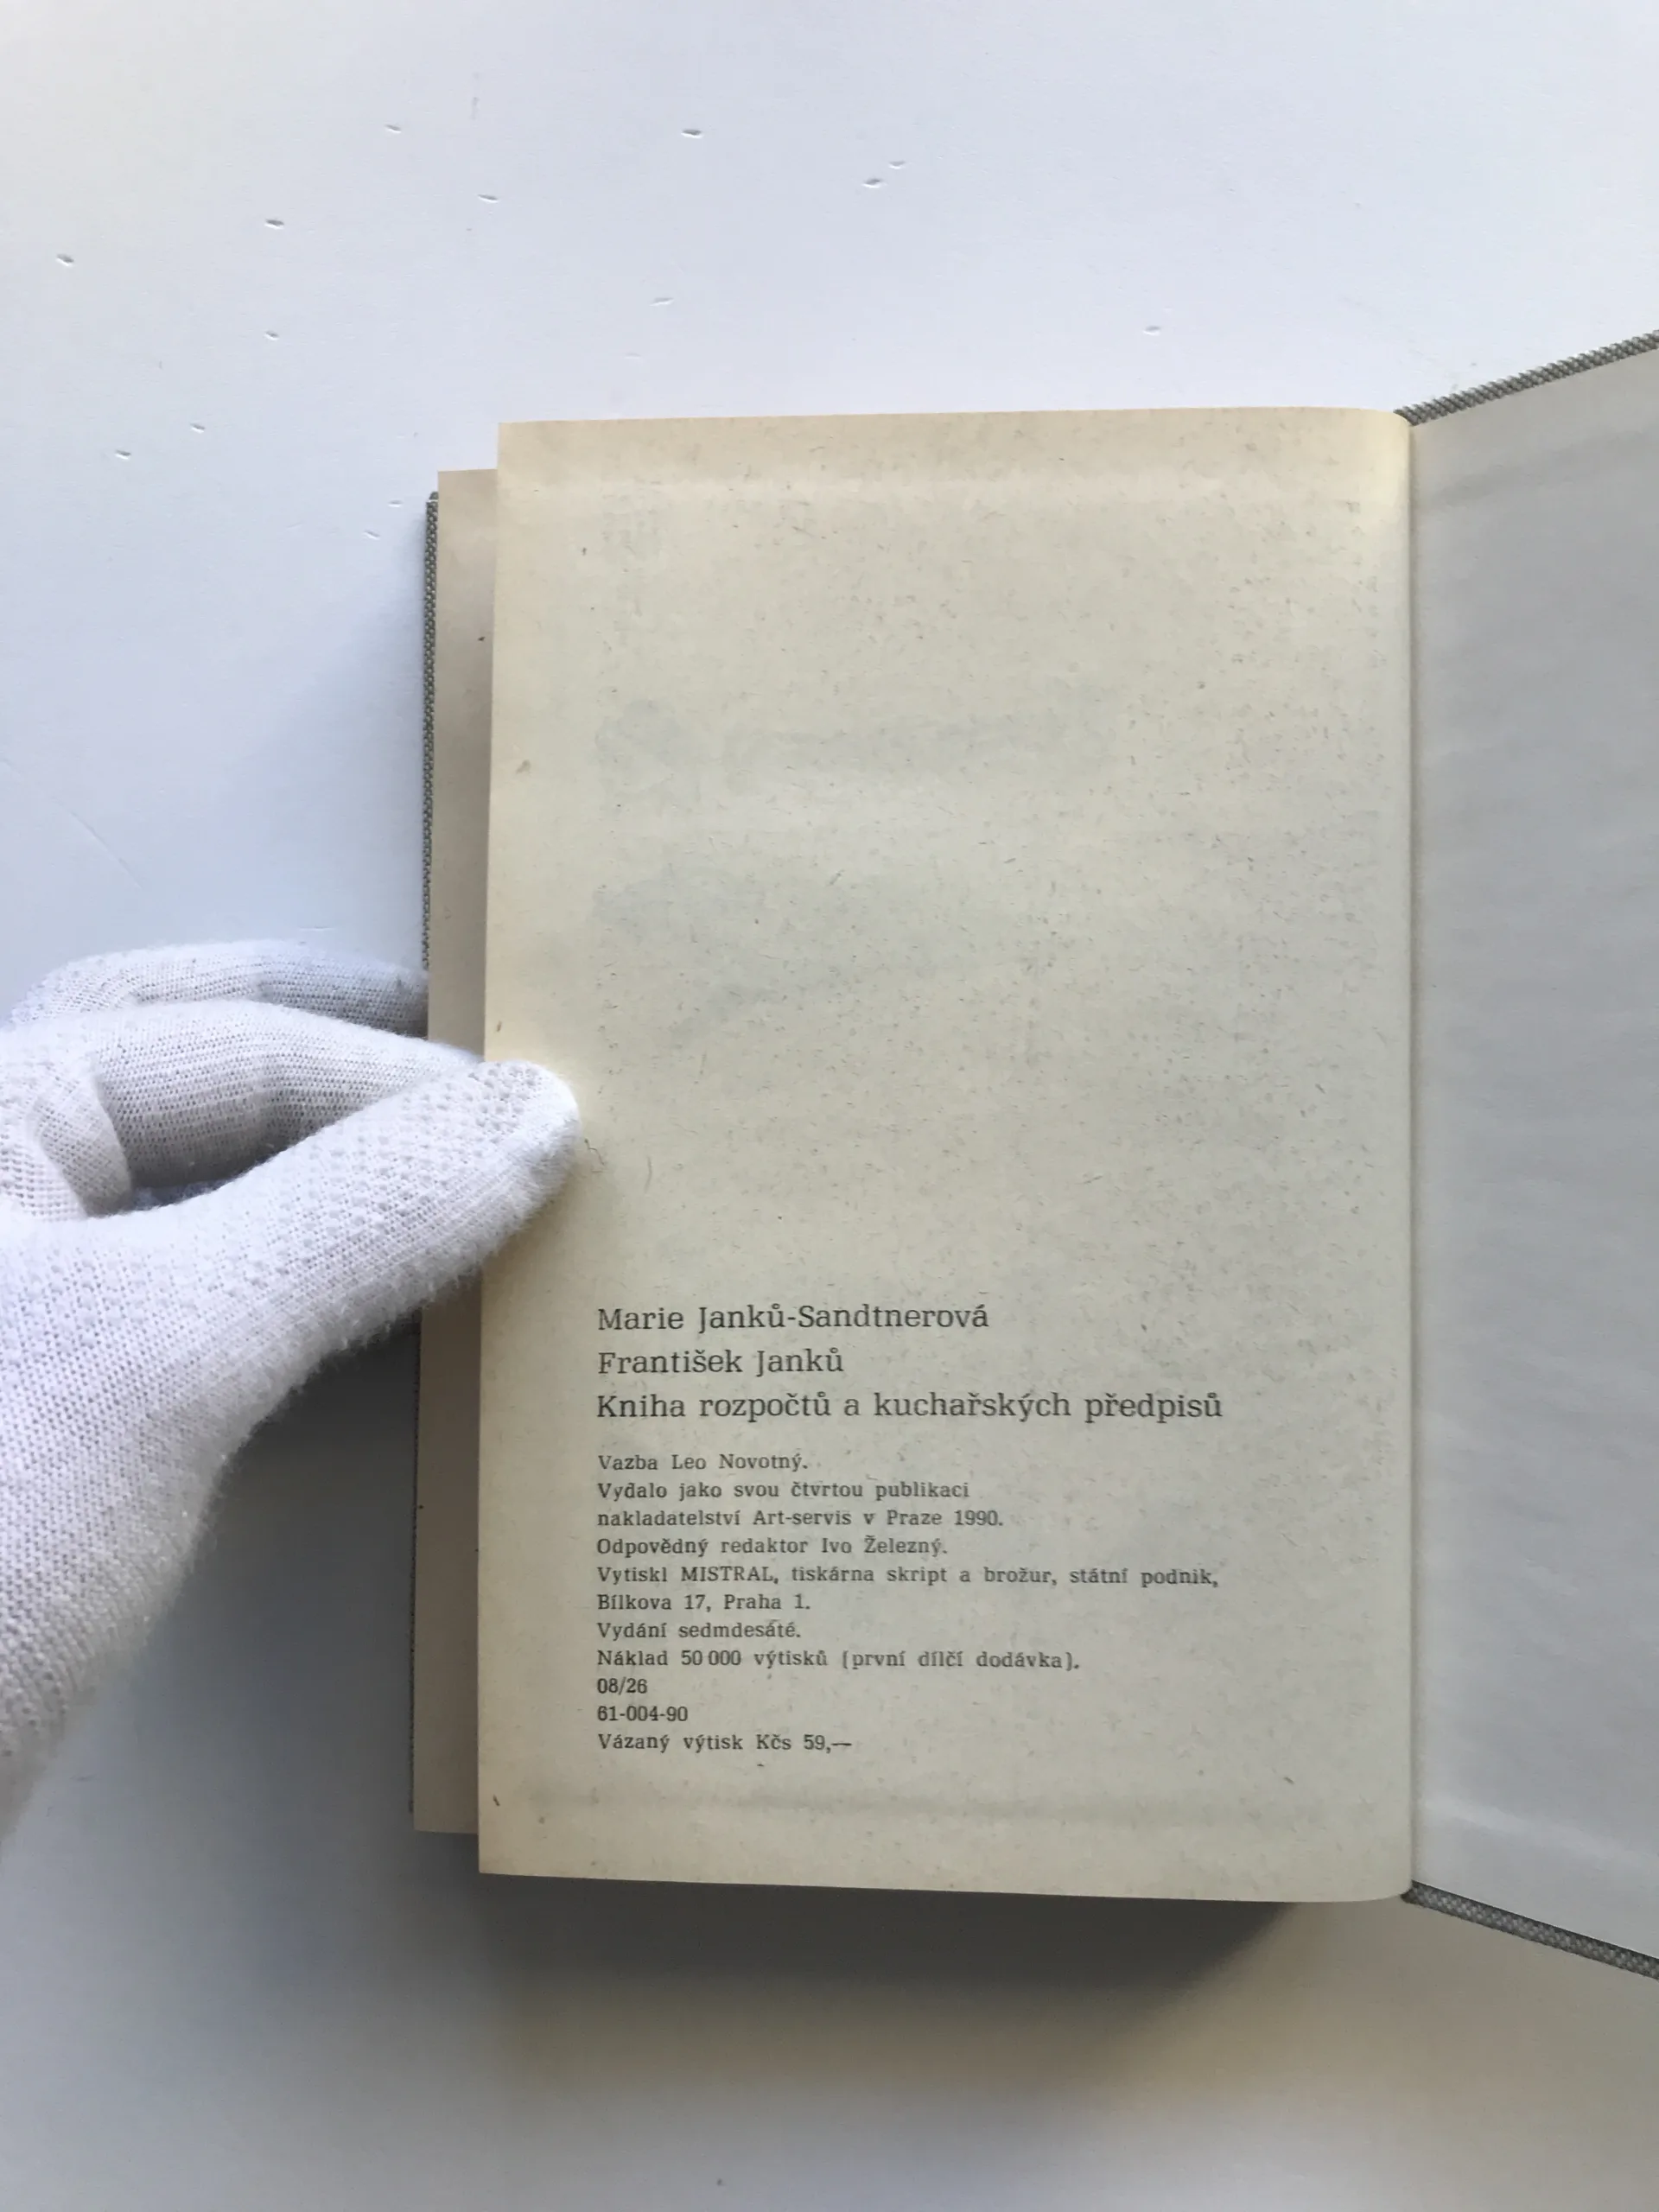 Marie Janků-Sandtnerová
František Janků
Kniha rozpočtů a kuchařských předpisů
Vazba Leo Novotný.
Vydalo jako svou čtvrtou publikaci
nakladatelství Art-servis v Praze 1990.
Odpovědný redaktor Ivo Železný.
Vytiskl MISTRAL, tiskárna skript a brožur, státní podnik,
Bílkova 17, Praha 1.
Vydání sedmdesáté.
Náklad 50 000 výtisků (první dílčí dodávka).
08/26
61-004-90
Vázaný výtisk Kčs 59,—